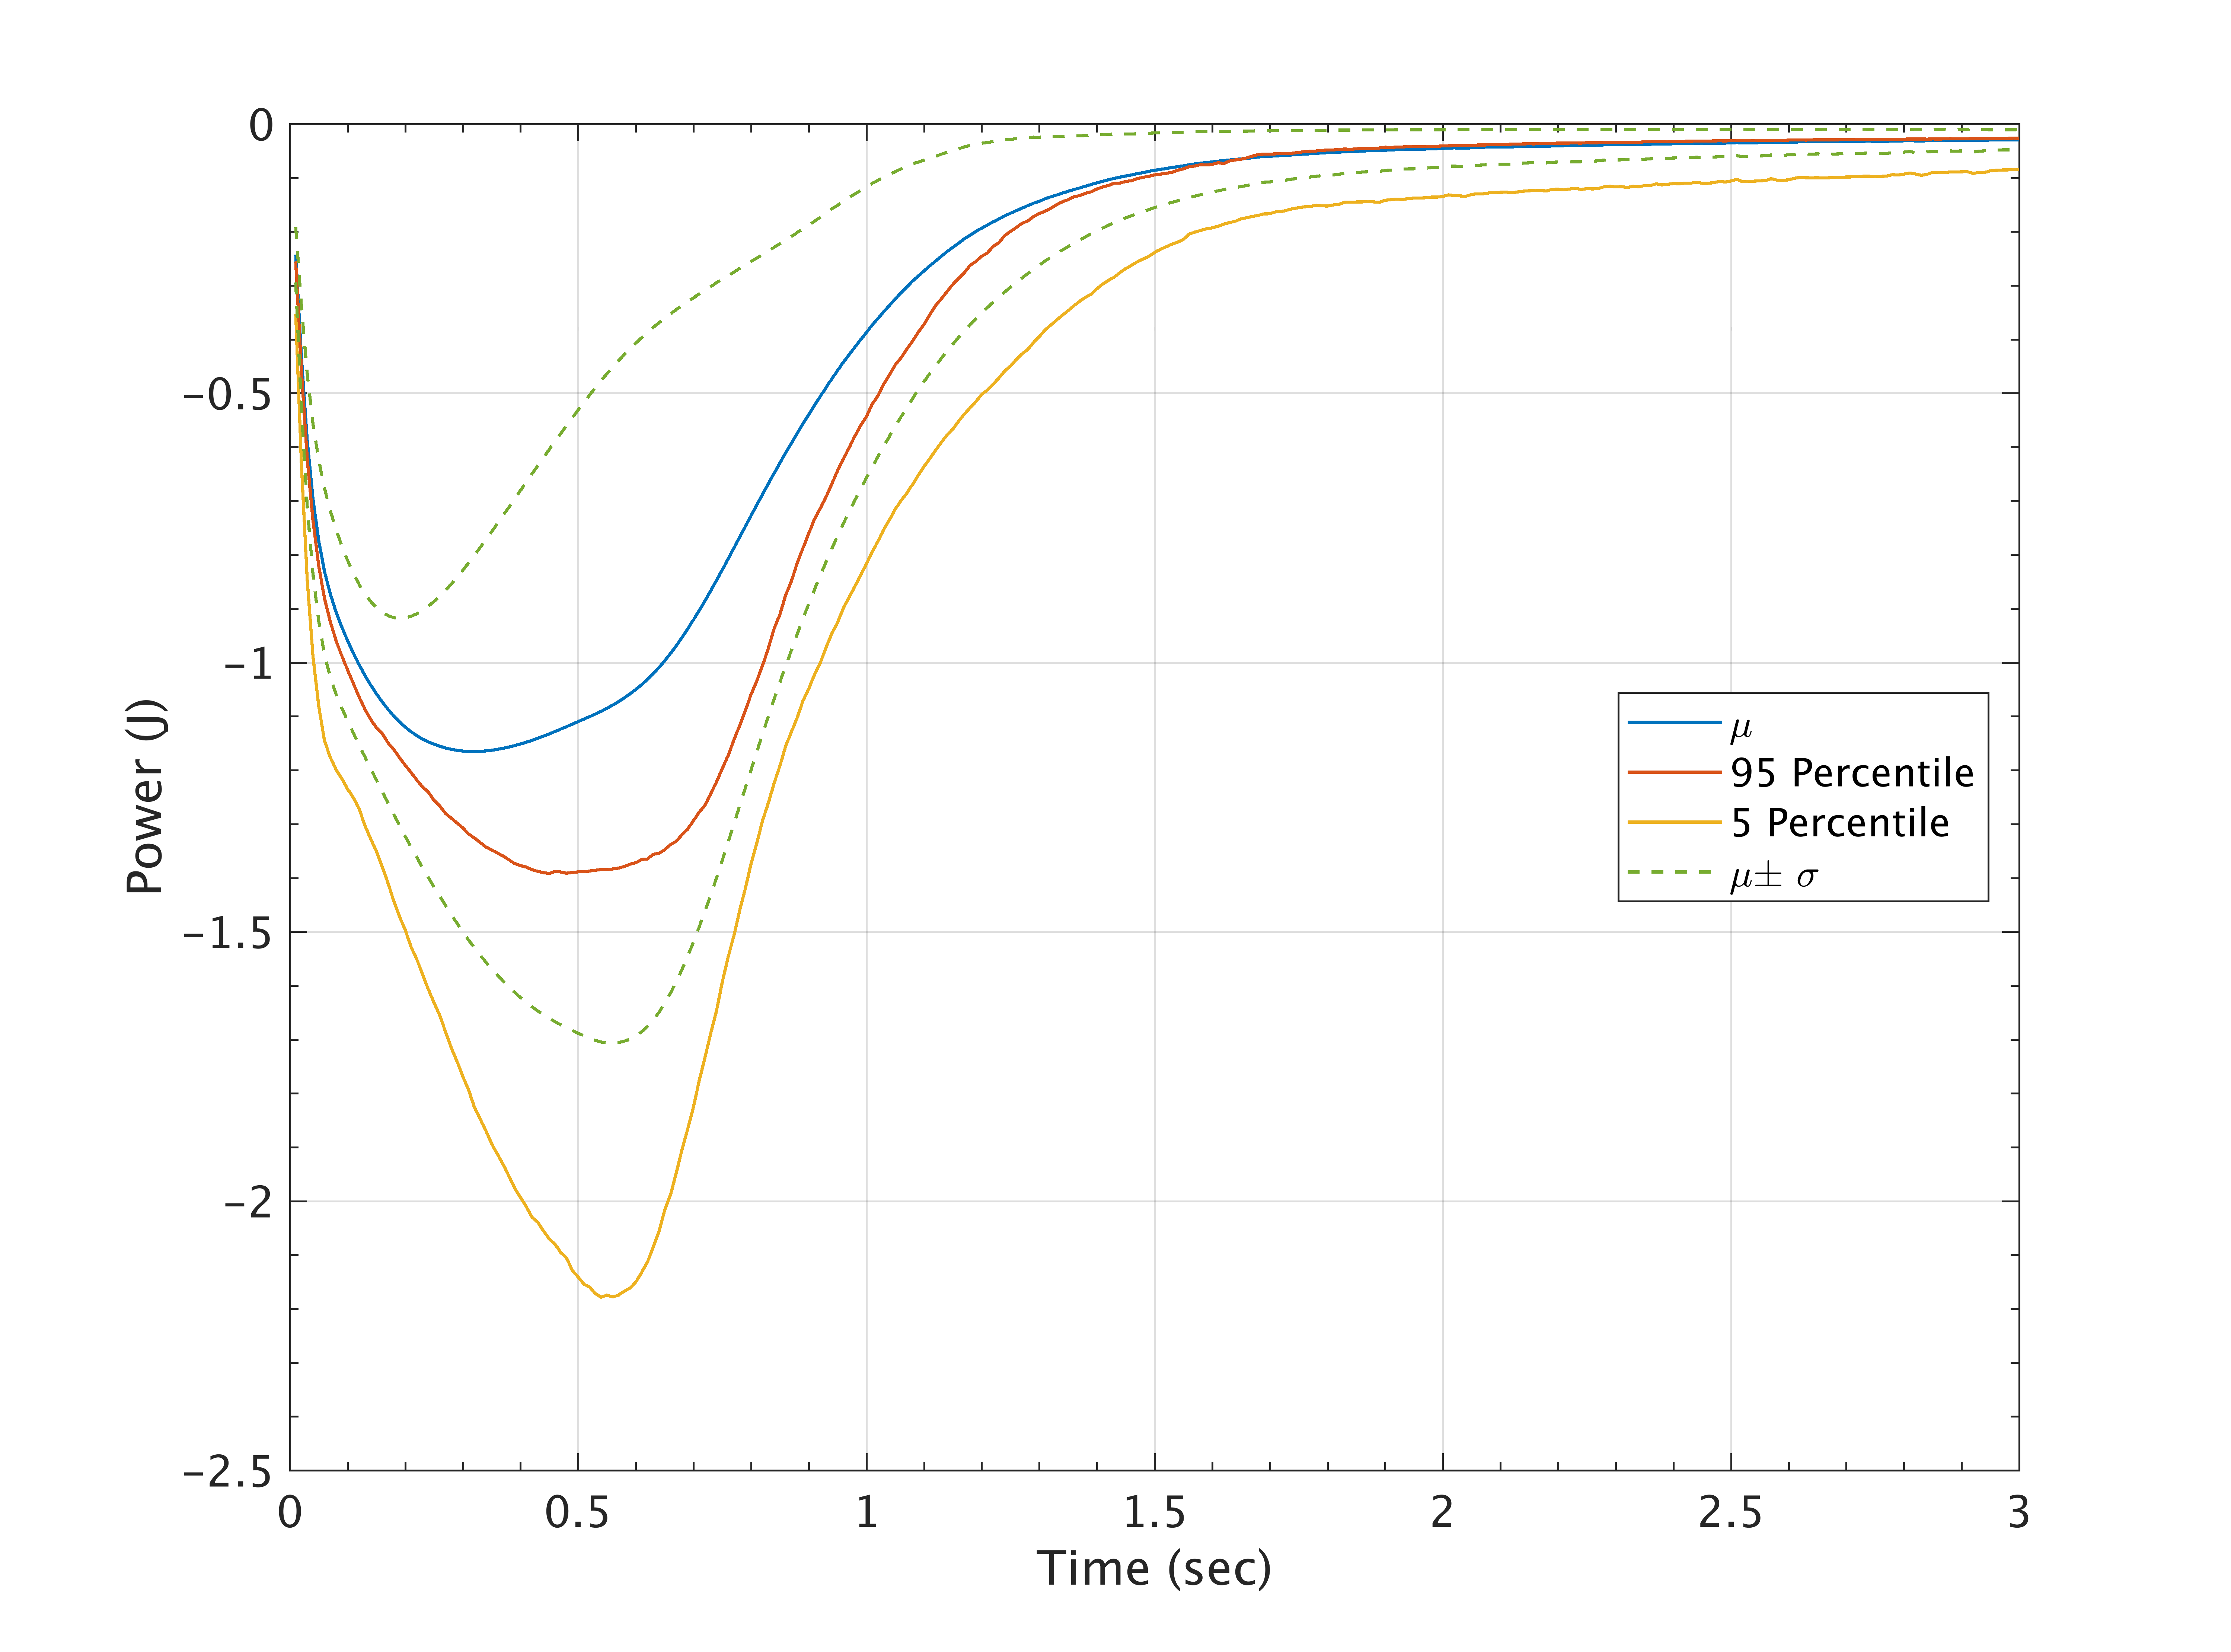 0
−0.5
−1
−1.5
−2
−2.5
Power (J)
μ
95 Percentile
5 Percentile
μ± σ
0 0.5 1 1.5 2 2.5 3
Time (sec)